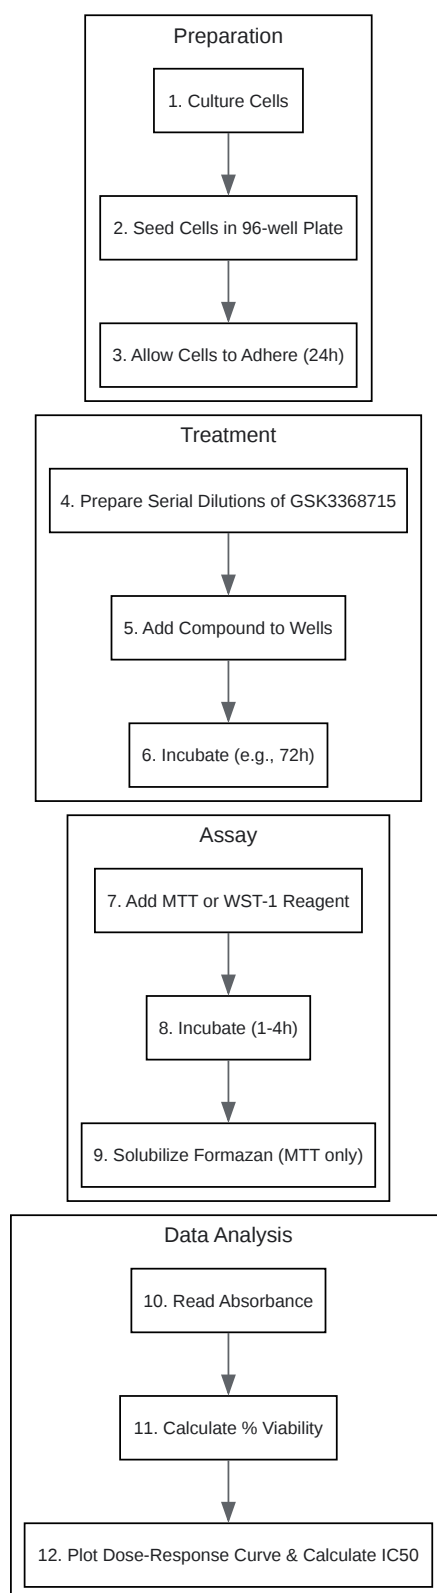 Preparation
1. Culture Cells
2. Seed Cells in 96-well Plate
3. Allow Cells to Adhere (24h)
Treatment
4. Prepare Serial Dilutions of GSK3368715
5. Add Compound to Wells
6. Incubate (e.g., 72h)
Assay
7. Add MTT or WST-1 Reagent
8. Incubate (1-4h)
9. Solubilize Formazan (MTT only)
Data Analysis
10. Read Absorbance
11. Calculate % Viability
12. Plot Dose-Response Curve & Calculate IC50